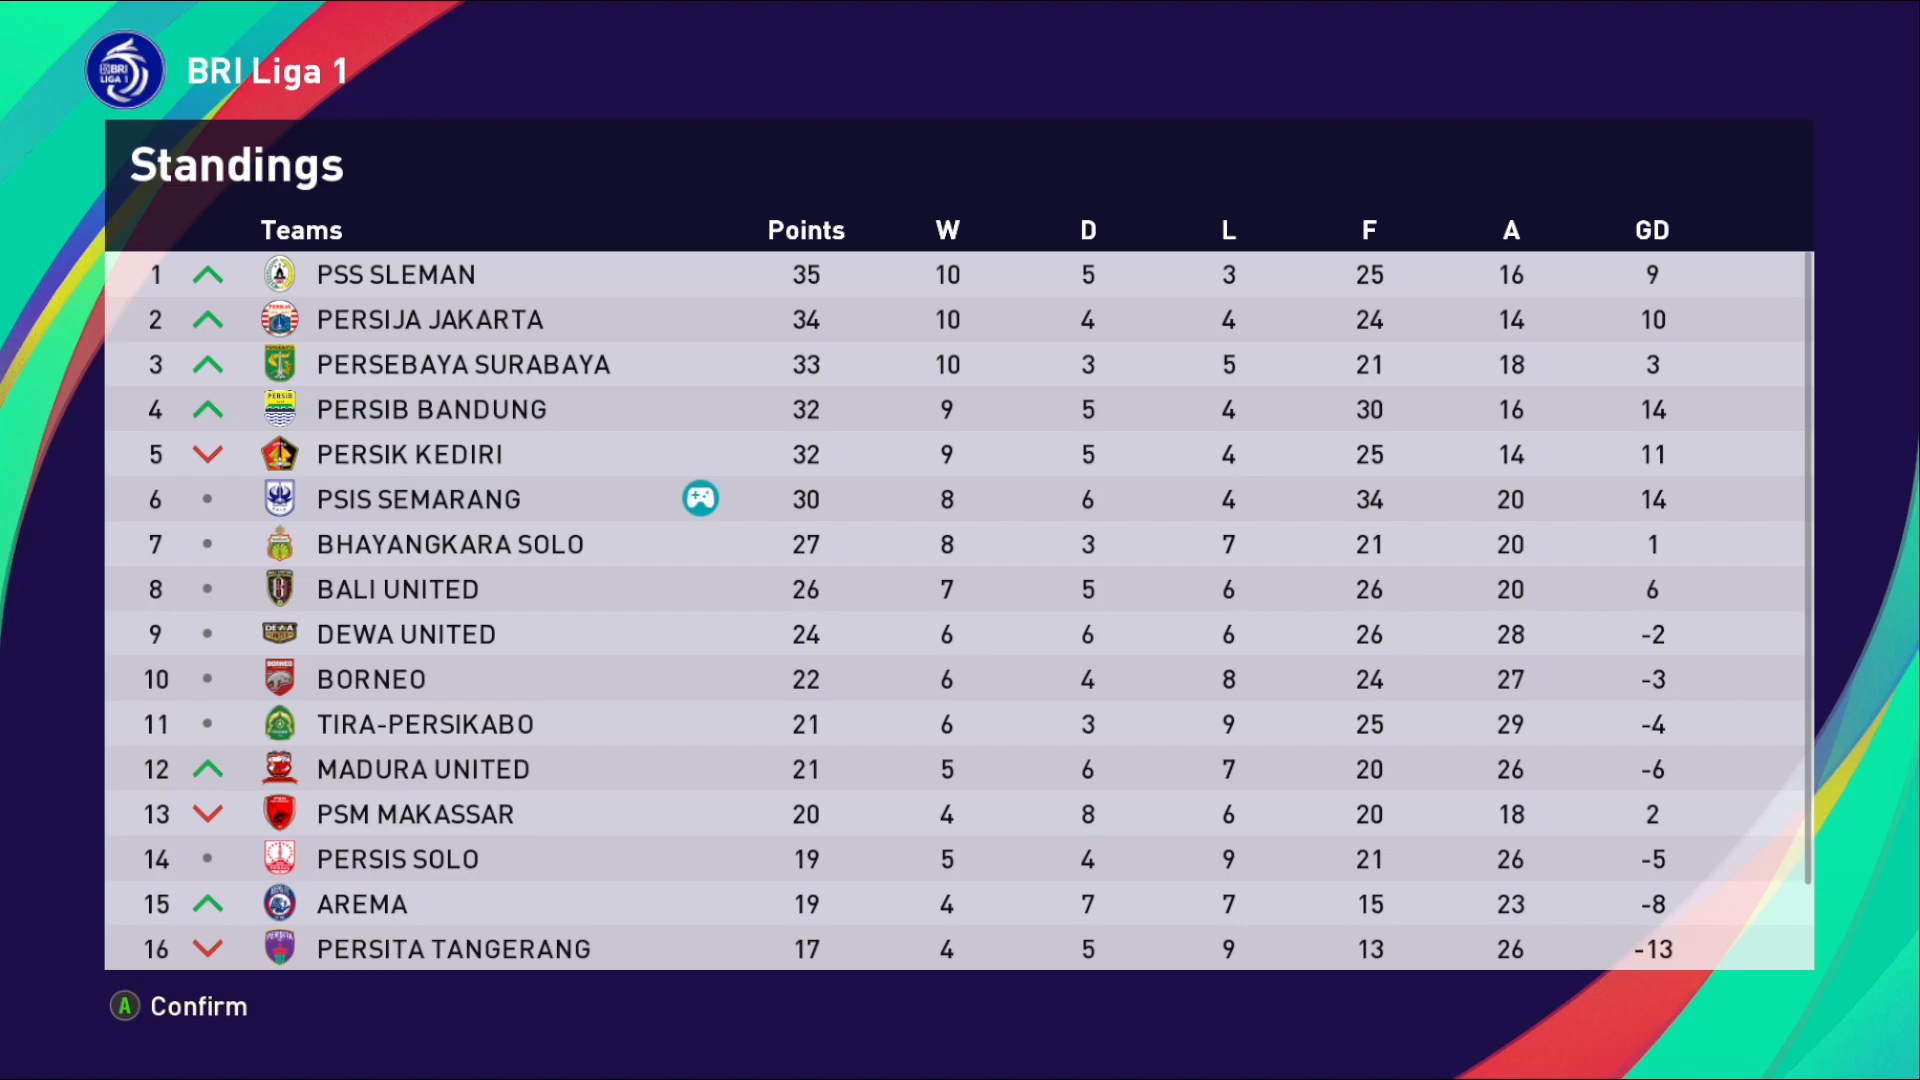 BRI LIGA 1
BRI Liga 1
Standings
Teams Points W D L F A GD
1 PSS SLEMAN 35 10 5 3 25 16 9
2 PERSIJA JAKARTA 34 10 4 4 24 14 10
3 PERSEBAYA SURABAYA 33 10 3 5 21 18 3
4 PERSIB BANDUNG 32 9 5 4 30 16 14
5 PERSIK KEDIRI 32 9 5 4 25 14 11
6 PSIS SEMARANG 30 8 6 4 34 20 14
7 BHAYANGKARA SOLO 27 8 3 7 21 20 1
8 BALI UNITED 26 7 5 6 26 20 6
9 DEWA UNITED 24 6 6 6 26 28 -2
10 BORNEO 22 6 4 8 24 27 -3
11 TIRA-PERSIKABO 21 6 3 9 25 29 -4
12 MADURA UNITED 21 5 6 7 20 26 -6
13 PSM MAKASSAR 20 4 8 6 20 18 2
14 PERSIS SOLO 19 5 4 9 21 26 -5
15 AREMA 19 4 7 7 15 23 -8
16 PERSITA TANGERANG 17 4 5 9 13 26 -13
A Confirm